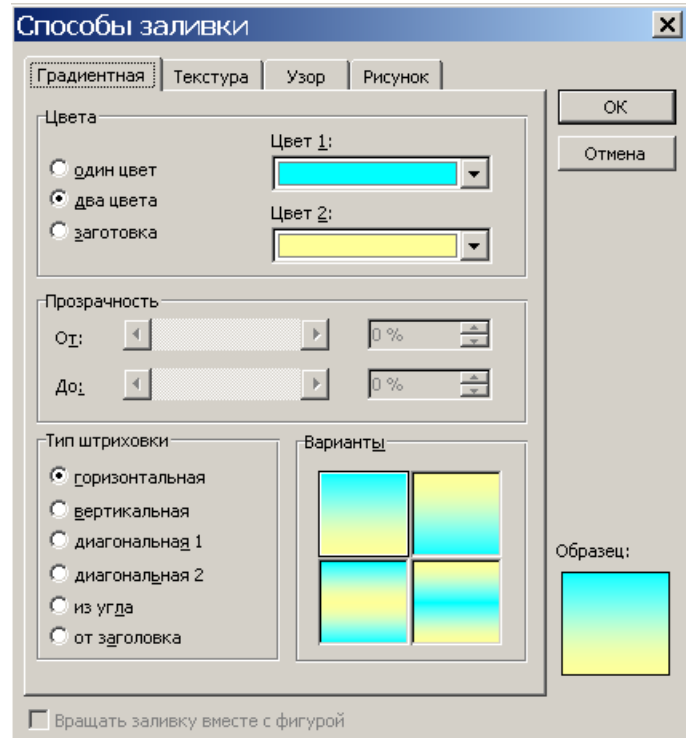 Способы заливки
Градиентная Текстура Узор Рисунок
ОК
Отмена
Цвета
один цвет
два цвета
заготовка
Цвет 1:
Цвет 2:
Прозрачность
От: 0 %
До: 0 %
Тип штриховки
горизонтальная
вертикальная
диагональная 1
диагональная 2
из угла
от заголовка
Варианты
Образец:
Вращать заливку вместе с фигурой